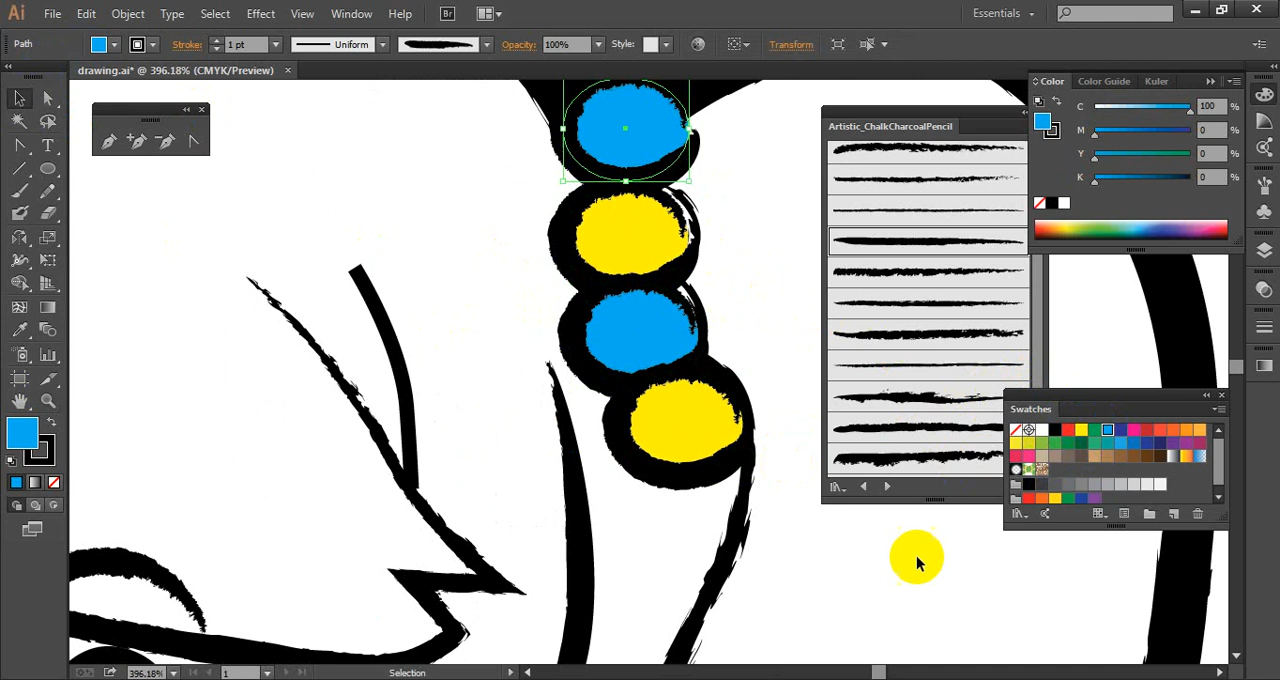 Ai File Edit Object Type Select Effect View Window Help Br Essentials
Path Stroke: 1 pt Uniform Opacity: 100% Style: Transform
drawing.ai* @ 396.18% (CMYK/Preview)
Color Color Guide Kuler
C 100 %
M 0 %
Y 0 %
K 0 %
Artistic_ChalkCharcoalPencil
Swatches
396.18% 1 Selection